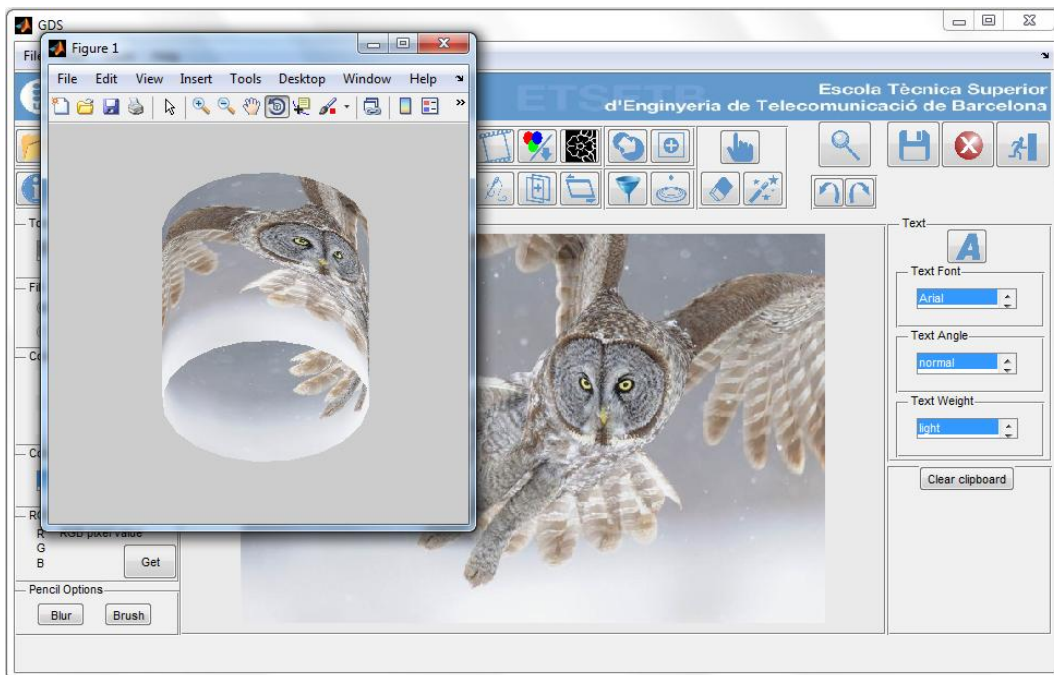 GDS
Figure 1
File Edit View Insert Tools Desktop Window Help
ETSETB
Escola Tècnica Superior
d'Enginyeria de Telecomunicació de Barcelona
Text
Text Font
Arial
Text Angle
normal
Text Weight
light
Clear clipboard
R RGB pixel value
G
B
Get
Pencil Options
Blur Brush